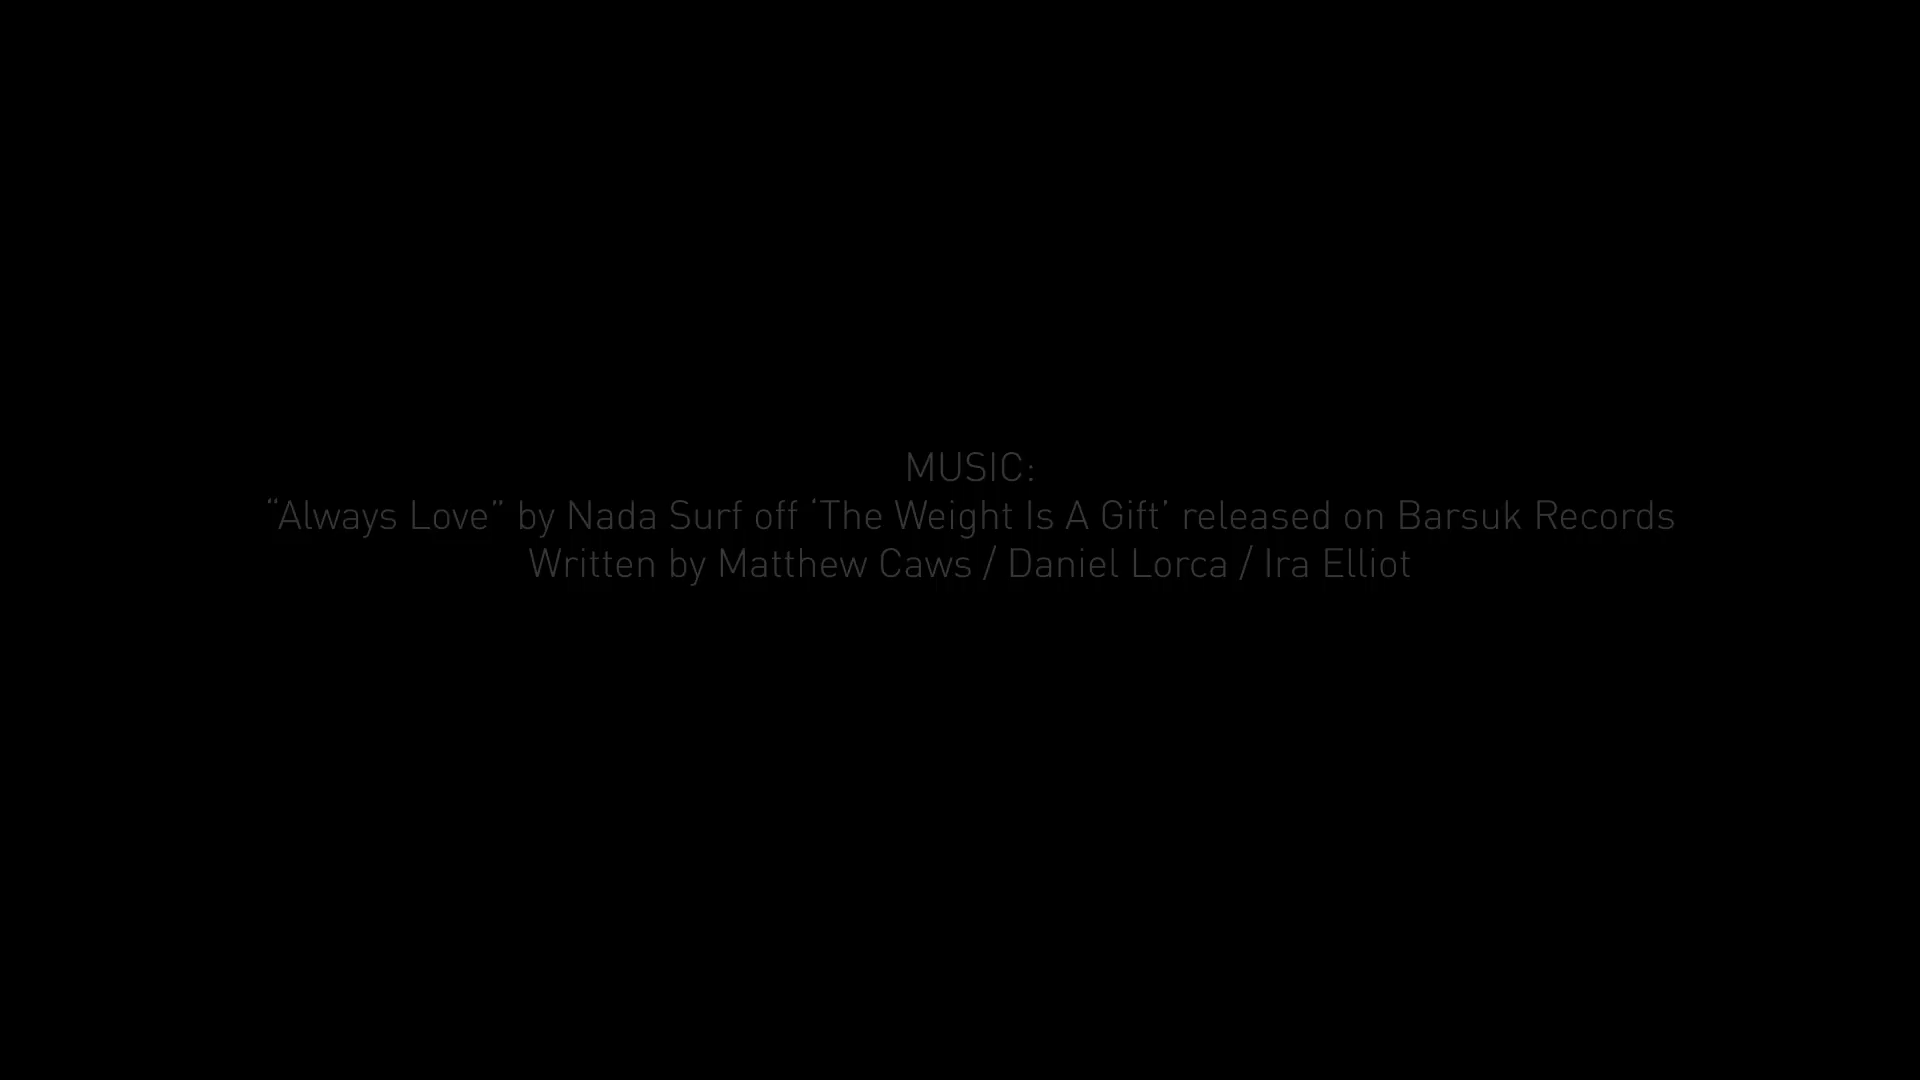 MUSIC:
“Always Love” by Nada Surf off ‘The Weight Is A Gift’ released on Barsuk Records
Written by Matthew Caws / Daniel Lorca / Ira Elliot